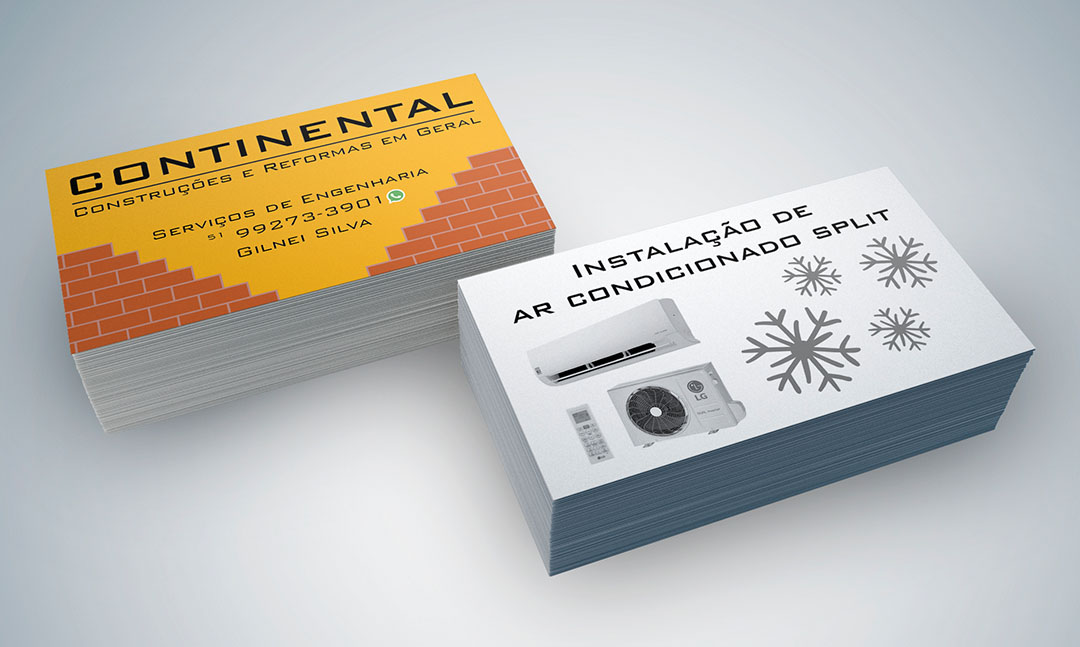 CONTINENTAL
Construções e Reformas em Geral
Serviços de Engenharia
51 99273-3901
Gilnei Silva
Instalação de
ar condicionado split
LG
LG